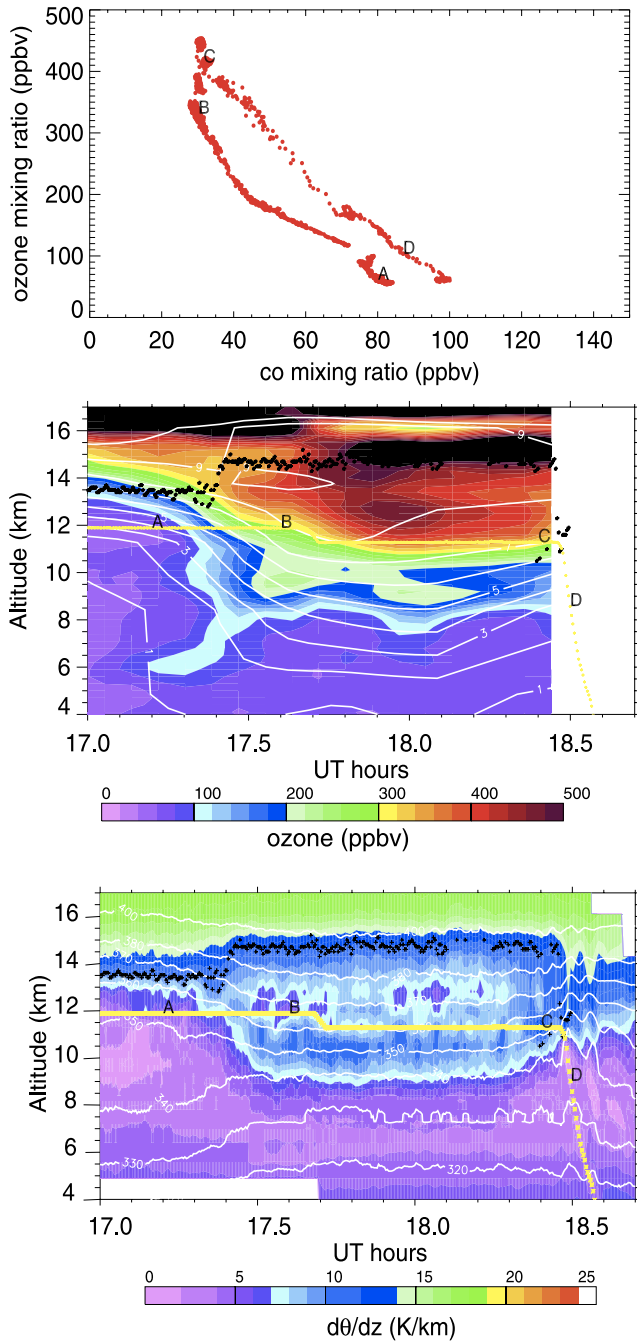 500
400
300
200
100
0
ozone mixing ratio (ppbv)
C
B
D
A
0 20 40 60 80 100 120 140
co mixing ratio (ppbv)
16
14
12
10
8
6
4
Altitude (km)
9
9
A
B
C
D
7
5
3
3
1
1
17.0 17.5 18.0 18.5
UT hours
0 100 200 300 400 500
ozone (ppbv)
16
14
12
10
8
6
4
Altitude (km)
400
380
A
B
C
D
350
340
330
320
17.0 17.5 18.0 18.5
UT hours
0 5 10 15 20 25
dθ/dz (K/km)